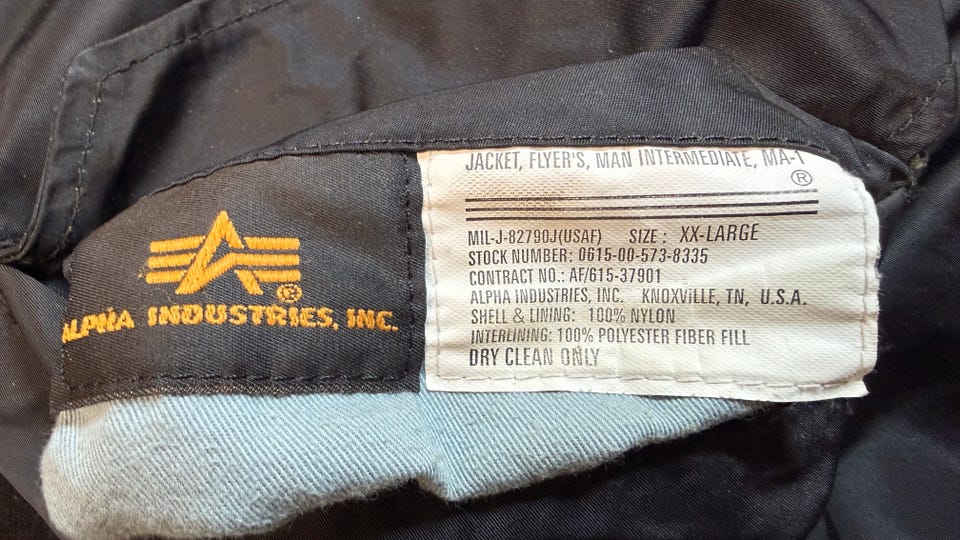 ALPHA INDUSTRIES, INC.
®
JACKET, FLYER'S, MAN INTERMEDIATE, MA-1
®
MIL-J-82790J(USAF) SIZE: XX-LARGE
STOCK NUMBER: 0615-00-573-8335
CONTRACT NO.: AF/615-37901
ALPHA INDUSTRIES, INC. KNOXVILLE, TN, U.S.A.
SHELL & LINING: 100% NYLON
INTERLINING: 100% POLYESTER FIBER FILL
DRY CLEAN ONLY